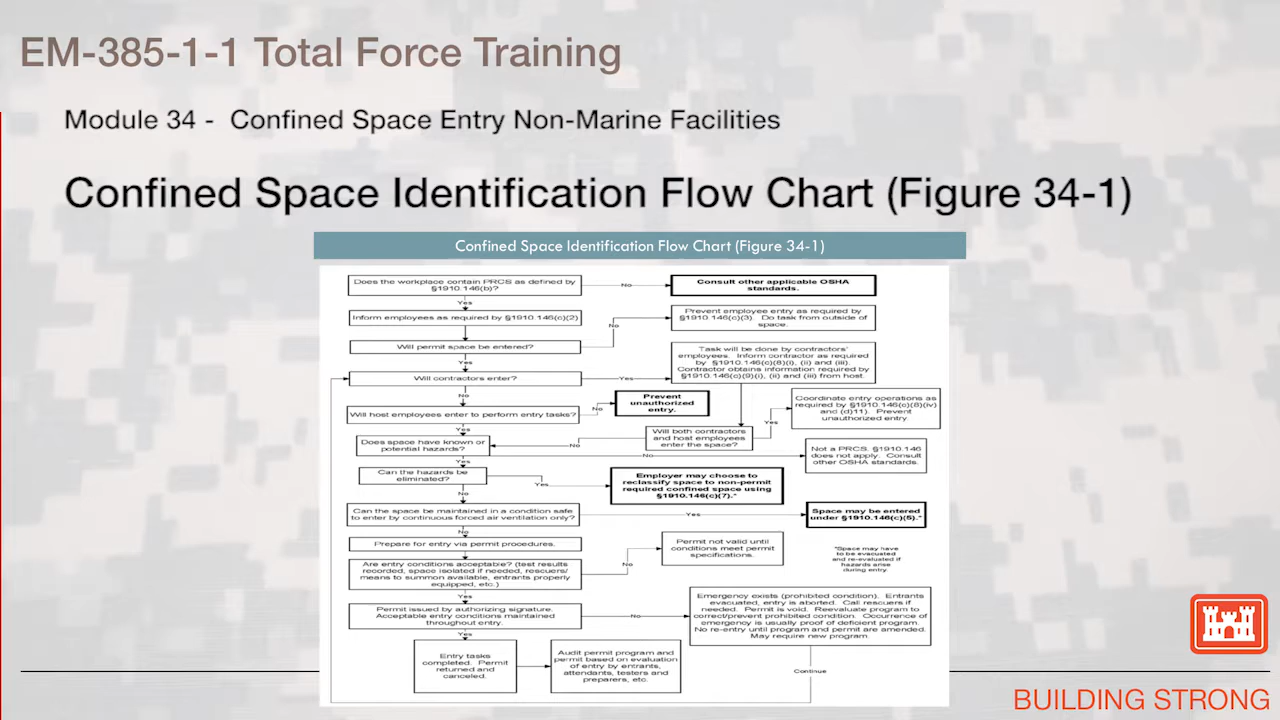 EM-385-1-1 Total Force Training
Module 34 - Confined Space Entry Non-Marine Facilities
Confined Space Identification Flow Chart (Figure 34-1)
Confined Space Identification Flow Chart (Figure 34-1)
Does the workplace contain PRCS as defined by
§1910.146(b)?
No
Consult other applicable OSHA
standards.
Yes
Inform employees as required by §1910.146(c)(2)
No
Prevent employee entry as required by
§1910.146(c)(3). Do task from outside of
space.
Will permit space be entered?
Yes
Task will be done by contractors'
employees. Inform contractor as required
by §1910.146(c)(8)(i), (ii) and (iii).
Contractor obtains information required by
§1910.146(c)(9)(i), (ii) and (iii) from host.
Will contractors enter?
Yes
No
Prevent
unauthorized
entry.
Will host employees enter to perform entry tasks?
No
Coordinate entry operations as
required by §1910.146(c)(8)(iv)
and (d)11). Prevent
unauthorized entry.
Yes
Yes
Will both contractors
and host employees
enter the space?
No
Does space have known or
potential hazards?
No
Not a PRCS. §1910.146
does not apply. Consult
other OSHA standards.
Yes
Can the hazards be
eliminated?
Yes
Employer may choose to
reclassify space to non-permit
required confined space using
§1910.146(c)(7).*
No
Can the space be maintained in a condition safe
to enter by continuous forced air ventilation only?
Yes
Space may be entered
under §1910.146(c)(5).*
No
Prepare for entry via permit procedures.
*Space may have
to be evacuated
and re-evaluated if
hazards arise
during entry.
Permit not valid until
conditions meet permit
specifications.
No
Are entry conditions acceptable? (test results
recorded, space isolated if needed, rescuers/
means to summon available, entrants properly
equipped, etc.)
Yes
Permit issued by authorizing signature.
Acceptable entry conditions maintained
throughout entry.
No
Emergency exists (prohibited condition). Entrants
evacuated, entry is aborted. Call rescuers if
needed. Permit is void. Reevaluate program to
correct/prevent prohibited condition. Occurrence of
emergency is usually proof of deficient program.
No re-entry until program and permit are amended.
May require new program.
Yes
Entry tasks
completed. Permit
returned and
canceled.
Audit permit program and
permit based on evaluation
of entry by entrants,
attendants, testers and
preparers, etc.
Continue
BUILDING STRONG